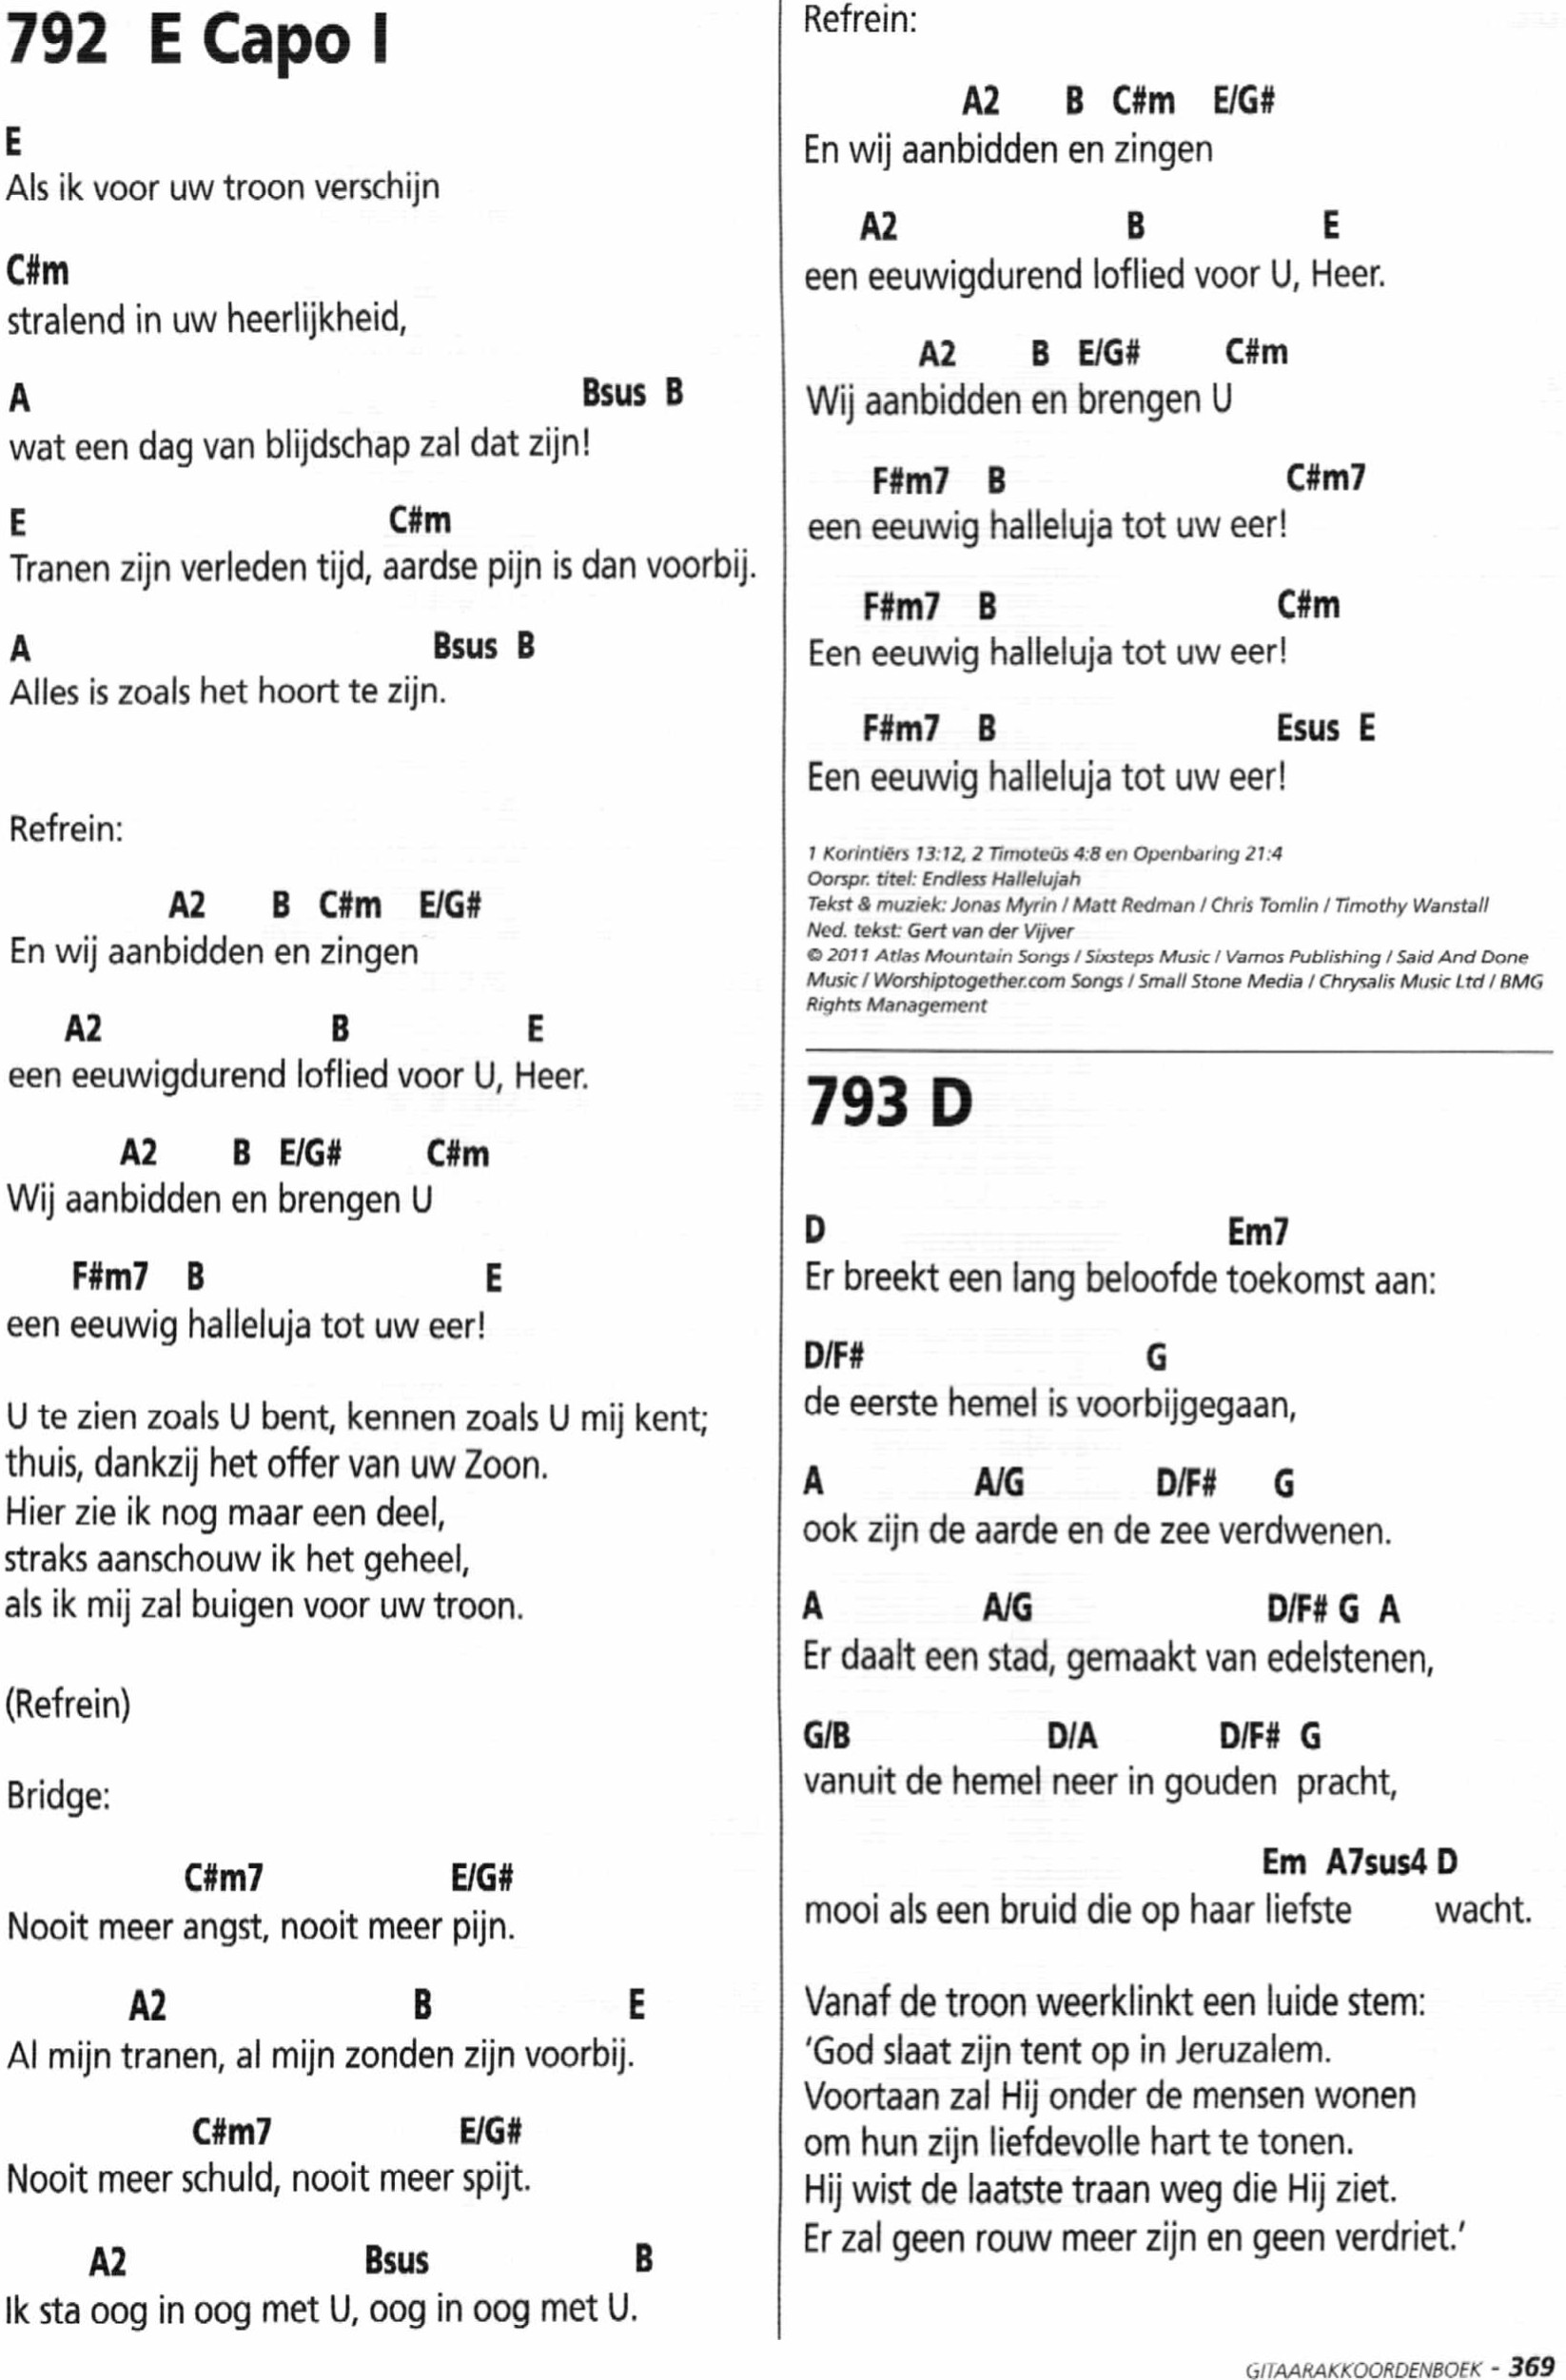 792 E Capo I
E
Als ik voor uw troon verschijn
C#m
stralend in uw heerlijkheid,
A Bsus B
wat een dag van blijdschap zal dat zijn!
E C#m
Tranen zijn verleden tijd, aardse pijn is dan voorbij.
A Bsus B
Alles is zoals het hoort te zijn.
Refrein:
A2 B C#m E/G#
En wij aanbidden en zingen
A2 B E
een eeuwigdurend loflied voor U, Heer.
A2 B E/G# C#m
Wij aanbidden en brengen U
F#m7 B E
een eeuwig halleluja tot uw eer!
U te zien zoals U bent, kennen zoals U mij kent;
thuis, dankzij het offer van uw Zoon.
Hier zie ik nog maar een deel,
straks aanschouw ik het geheel,
als ik mij zal buigen voor uw troon.
(Refrein)
Bridge:
C#m7 E/G#
Nooit meer angst, nooit meer pijn.
A2 B E
Al mijn tranen, al mijn zonden zijn voorbij.
C#m7 E/G#
Nooit meer schuld, nooit meer spijt.
A2 Bsus B
Ik sta oog in oog met U, oog in oog met U.
Refrein:
A2 B C#m E/G#
En wij aanbidden en zingen
A2 B E
een eeuwigdurend loflied voor U, Heer.
A2 B E/G# C#m
Wij aanbidden en brengen U
F#m7 B C#m7
een eeuwig halleluja tot uw eer!
F#m7 B C#m
Een eeuwig halleluja tot uw eer!
F#m7 B Esus E
Een eeuwig halleluja tot uw eer!
1 Korintiërs 13:12, 2 Timoteüs 4:8 en Openbaring 21:4
Oorspr. titel: Endless Hallelujah
Tekst & muziek: Jonas Myrin / Matt Redman / Chris Tomlin / Timothy Wanstall
Ned. tekst: Gert van der Vijver
© 2011 Atlas Mountain Songs / Sixsteps Music / Vamos Publishing / Said And Done
Music / Worshiptogether.com Songs / Small Stone Media / Chrysalis Music Ltd / BMG
Rights Management
793 D
D Em7
Er breekt een lang beloofde toekomst aan:
D/F# G
de eerste hemel is voorbijgegaan,
A A/G D/F# G
ook zijn de aarde en de zee verdwenen.
A A/G D/F# G A
Er daalt een stad, gemaakt van edelstenen,
G/B D/A D/F# G
vanuit de hemel neer in gouden pracht,
Em A7sus4 D
mooi als een bruid die op haar liefste wacht.
Vanaf de troon weerklinkt een luide stem:
'God slaat zijn tent op in Jeruzalem.
Voortaan zal Hij onder de mensen wonen
om hun zijn liefdevolle hart te tonen.
Hij wist de laatste traan weg die Hij ziet.
Er zal geen rouw meer zijn en geen verdriet.'
GITAARAKKOORDENBOEK - 369